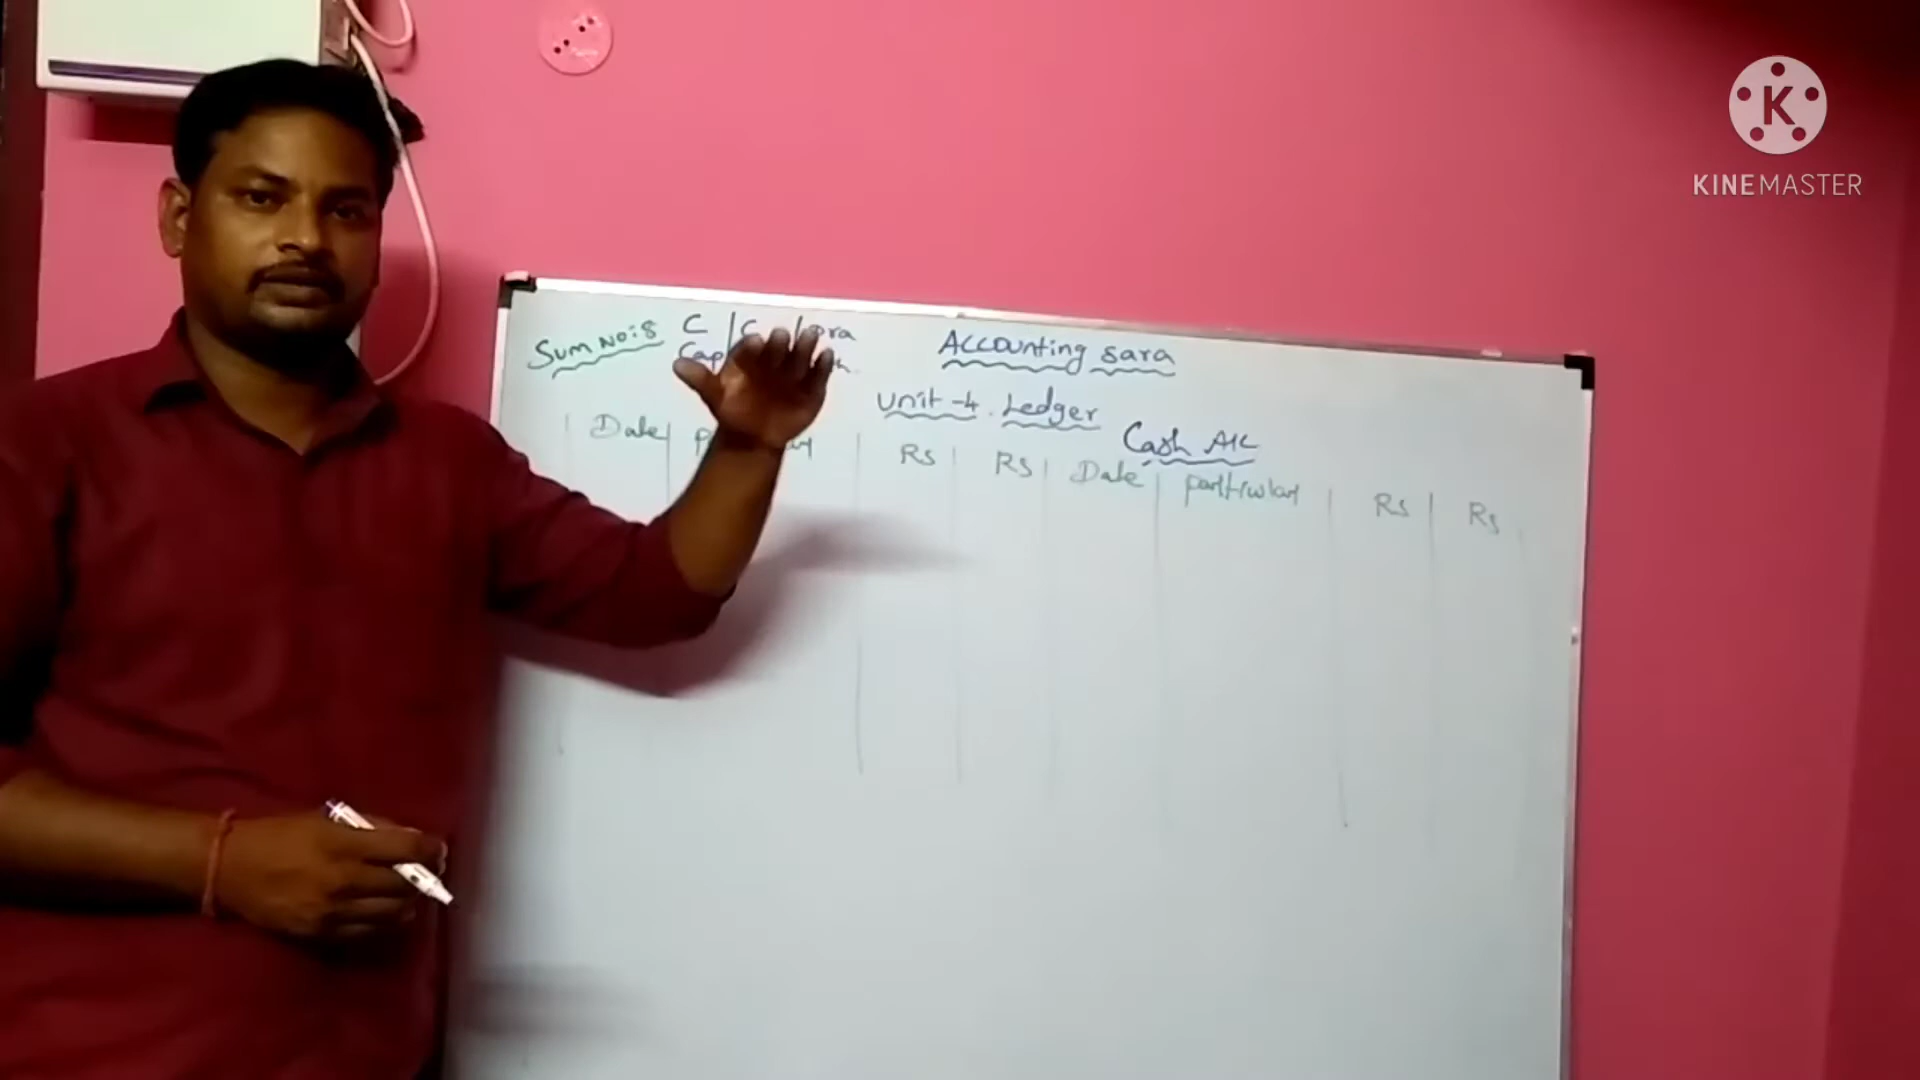 K
KINEMASTER
Sum No:8
C
Accounting Sara
Unit-4. Ledger
Cash A/c
Date Rs Rs Date particular Rs Rs